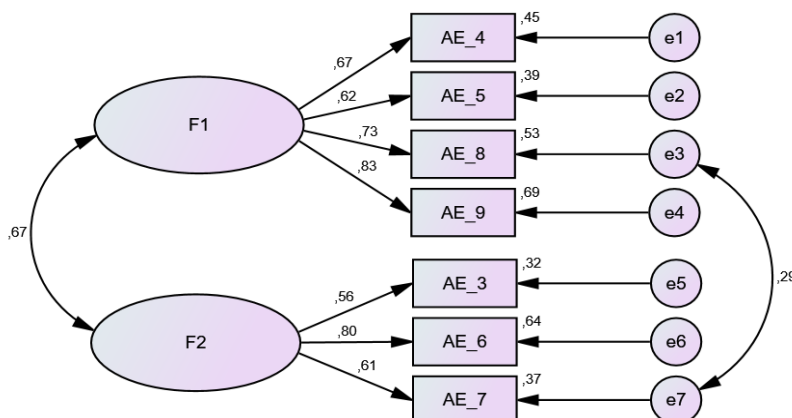 ,45
AE_4
e1
,67
,39
AE_5
e2
,62
F1
,53
AE_8
e3
,73
,83
,69
AE_9
e4
,67
,32
AE_3
e5
,29
,56
,64
F2
,80
AE_6
e6
,61
,37
AE_7
e7